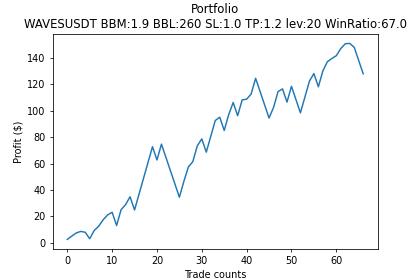 Portfolio
WAVESUSDT BBM:1.9 BBL:260 SL:1.0 TP:1.2 lev:20 WinRatio:67.0
140
120
100
80
60
40
20
0
Profit ($)
0 10 20 30 40 50 60
Trade counts